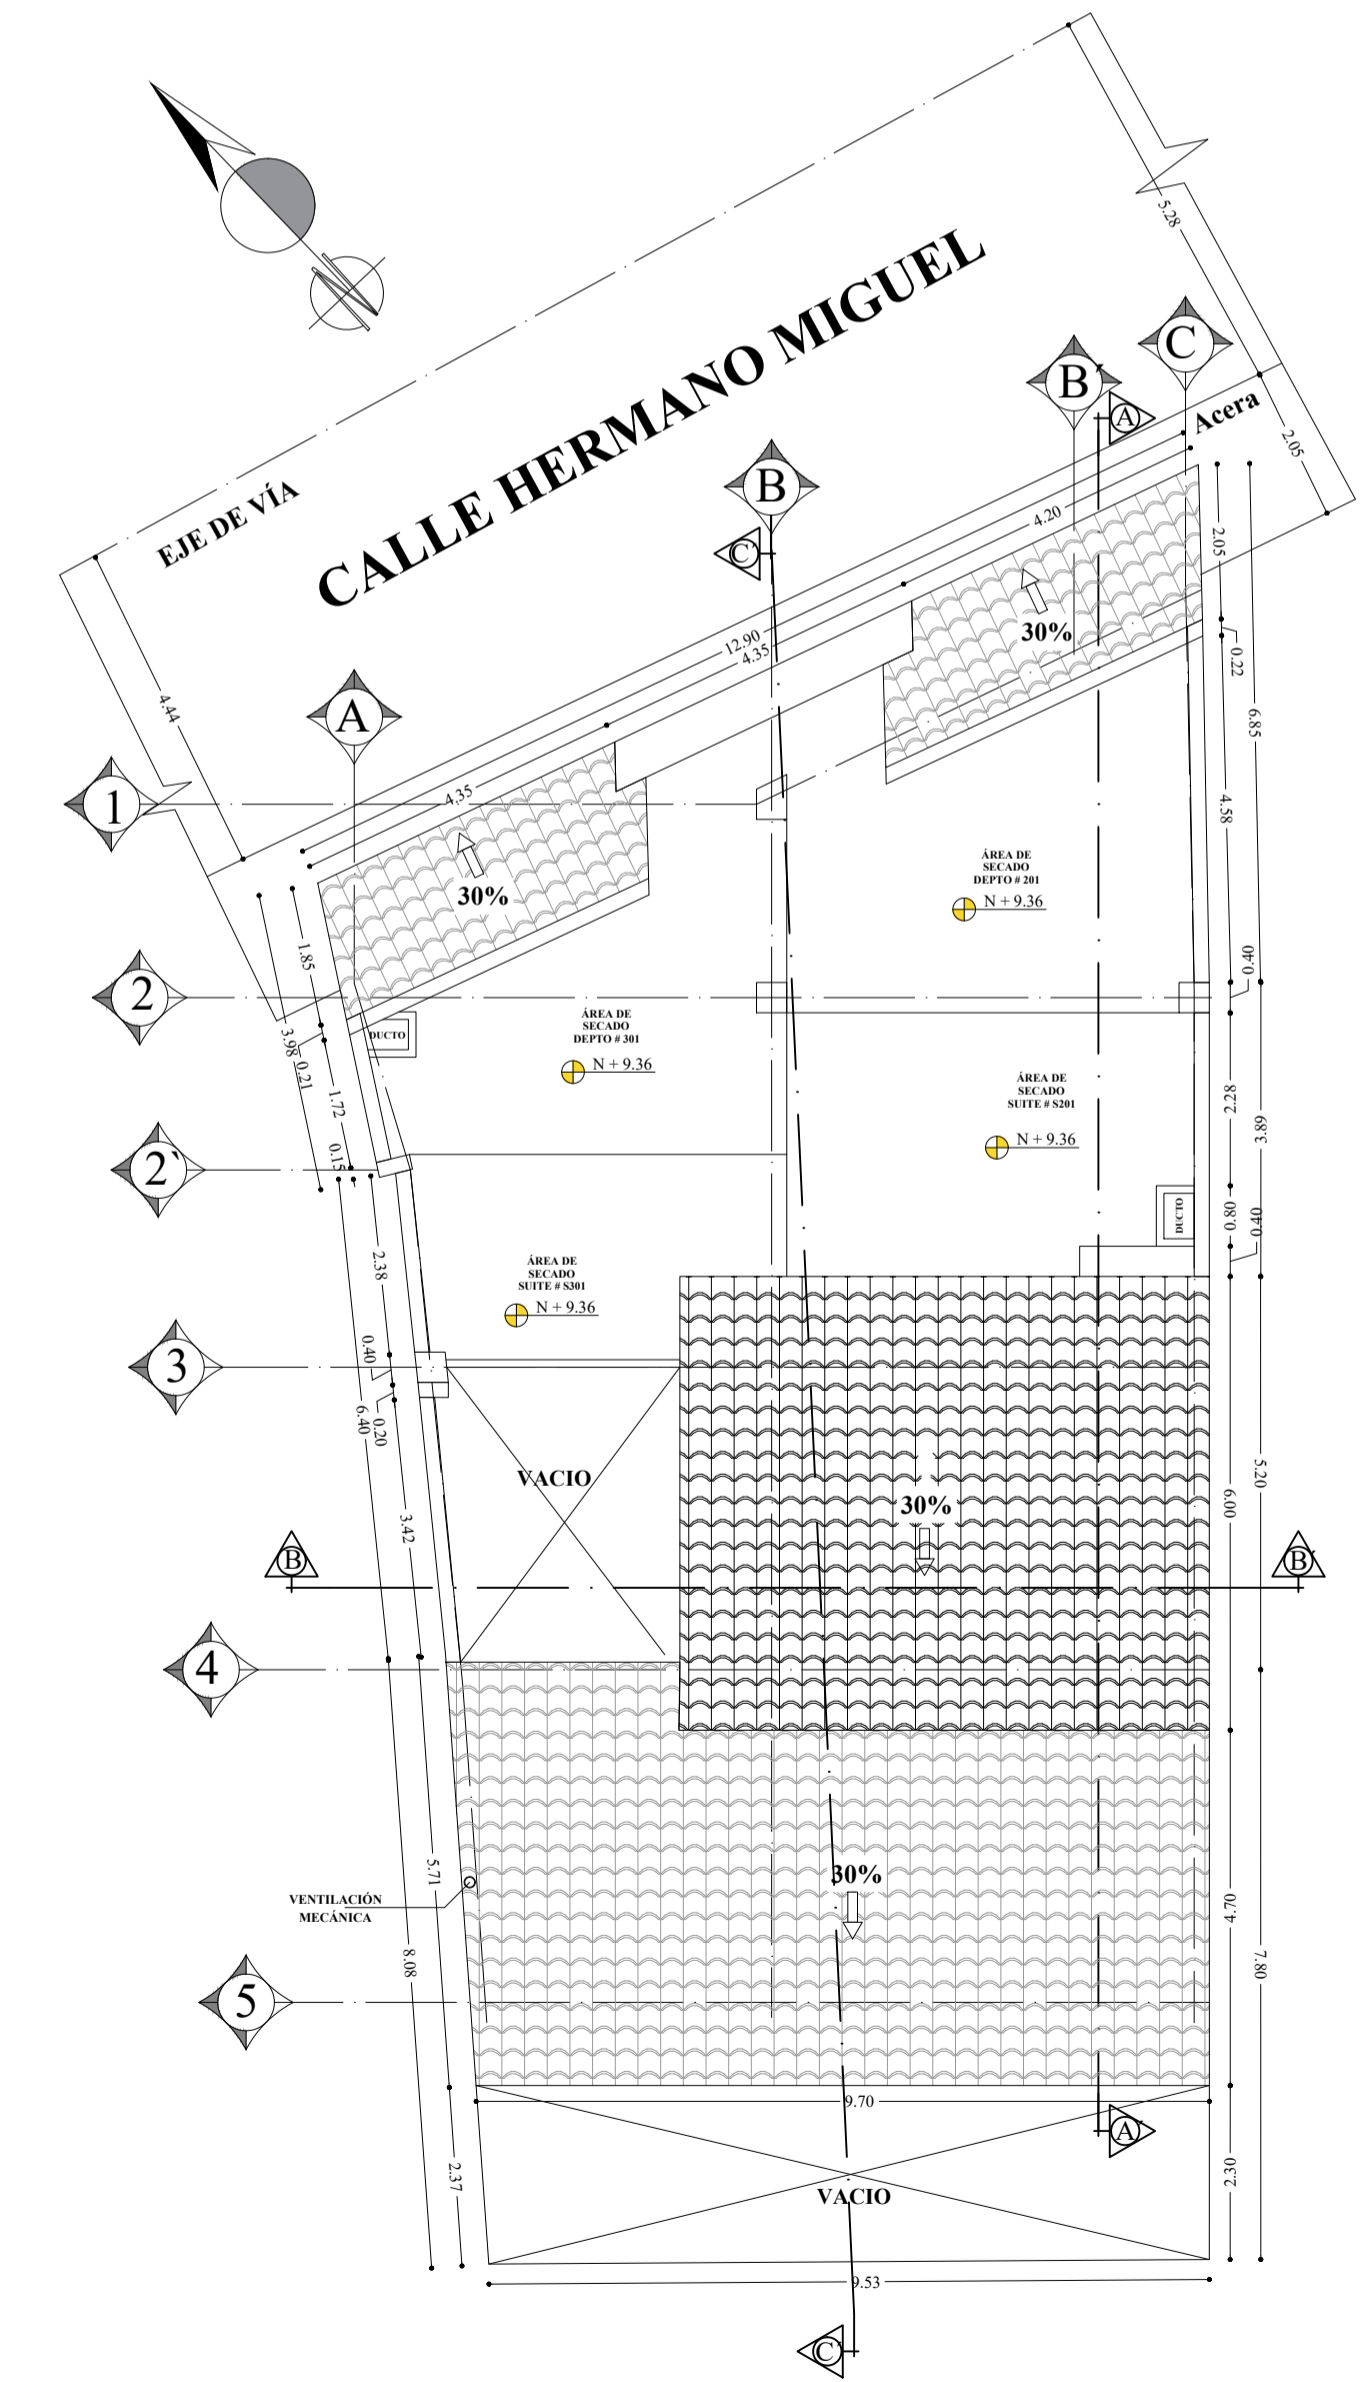 5.28
CALLE HERMANO MIGUEL
C
B´
A
Acera
2.05
B
C´
EJE DE VÍA
4.20
2.05
12.90
4.35
30%
0.22
4.44
A
6.85
1
4.35
4.58
30%
ÁREA DE
SECADO
DEPTO # 201
N + 9.36
1.85
2
0.40
3.98
0.21
DUCTO
ÁREA DE
SECADO
DEPTO # 301
N + 9.36
1.72
ÁREA DE
SECADO
SUITE # S201
N + 9.36
2.28
3.89
0.15
2`
DUCTO
0.80
0.40
2.38
ÁREA DE
SECADO
SUITE # S301
N + 9.36
0.40
3
6.40
0.20
VACIO
30%
5.20
6.00
3.42
B
B´
4
30%
5.71
VENTILACIÓN
MECÁNICA
4.70
8.08
7.80
5
9.70
A´
2.37
VACIO
2.30
9.53
C